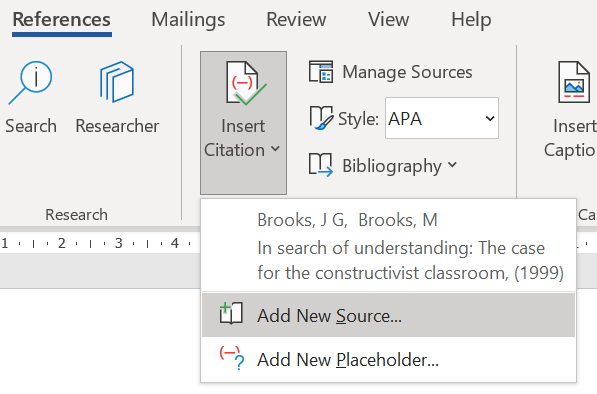 References Mailings Review View Help
Search
Researcher
Research
Insert
Citation
Manage Sources
Style: APA
Bibliography
Insert
Captio
Ca
1 2 3 4 1
Brooks, J G, Brooks, M
In search of understanding: The case
for the constructivist classroom, (1999)
Add New Source...
Add New Placeholder...